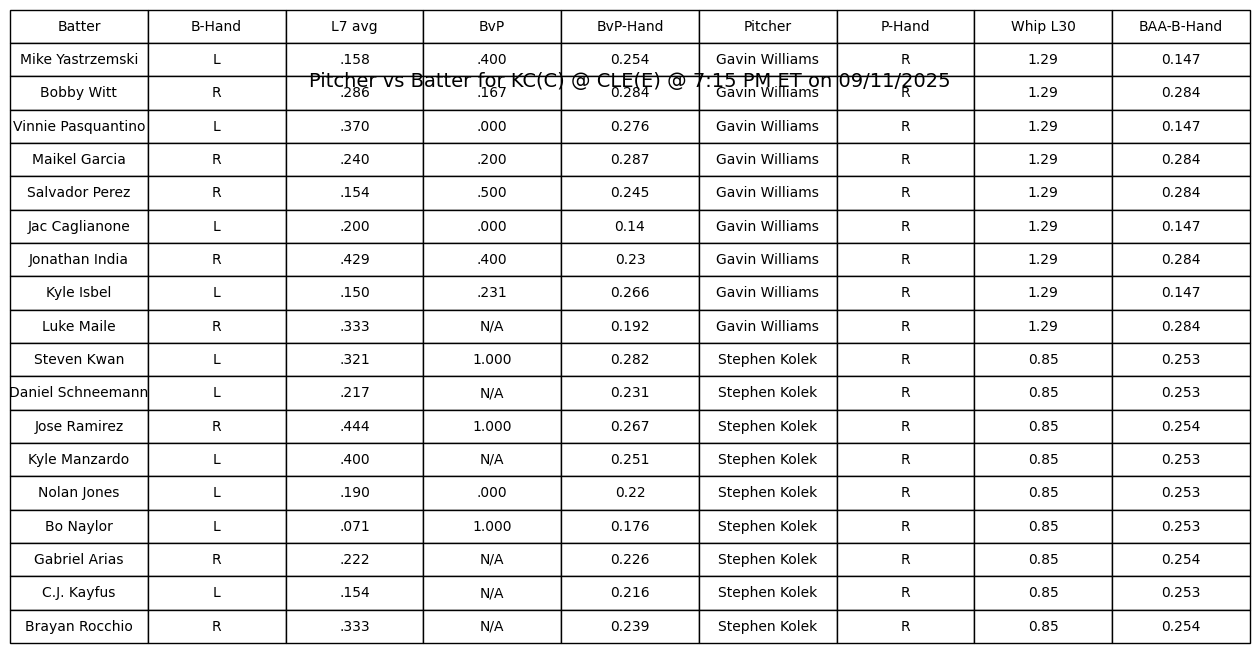 Batter B-Hand L7 avg BvP BvP-Hand Pitcher P-Hand Whip L30 BAA-B-Hand
Mike Yastrzemski L .158 .400 0.254 Gavin Williams R 1.29 0.147
Pitcher vs Batter for KC(C) @ CLE(E) @ 7:15 PM ET on 09/11/2025
Bobby Witt R .286 .167 0.284 Gavin Williams R 1.29 0.284
Vinnie Pasquantino L .370 .000 0.276 Gavin Williams R 1.29 0.147
Maikel Garcia R .240 .200 0.287 Gavin Williams R 1.29 0.284
Salvador Perez R .154 .500 0.245 Gavin Williams R 1.29 0.284
Jac Caglianone L .200 .000 0.14 Gavin Williams R 1.29 0.147
Jonathan India R .429 .400 0.23 Gavin Williams R 1.29 0.284
Kyle Isbel L .150 .231 0.266 Gavin Williams R 1.29 0.147
Luke Maile R .333 N/A 0.192 Gavin Williams R 1.29 0.284
Steven Kwan L .321 1.000 0.282 Stephen Kolek R 0.85 0.253
Daniel Schneemann L .217 N/A 0.231 Stephen Kolek R 0.85 0.253
Jose Ramirez R .444 1.000 0.267 Stephen Kolek R 0.85 0.254
Kyle Manzardo L .400 N/A 0.251 Stephen Kolek R 0.85 0.253
Nolan Jones L .190 .000 0.22 Stephen Kolek R 0.85 0.253
Bo Naylor L .071 1.000 0.176 Stephen Kolek R 0.85 0.253
Gabriel Arias R .222 N/A 0.226 Stephen Kolek R 0.85 0.254
C.J. Kayfus L .154 N/A 0.216 Stephen Kolek R 0.85 0.253
Brayan Rocchio R .333 N/A 0.239 Stephen Kolek R 0.85 0.254